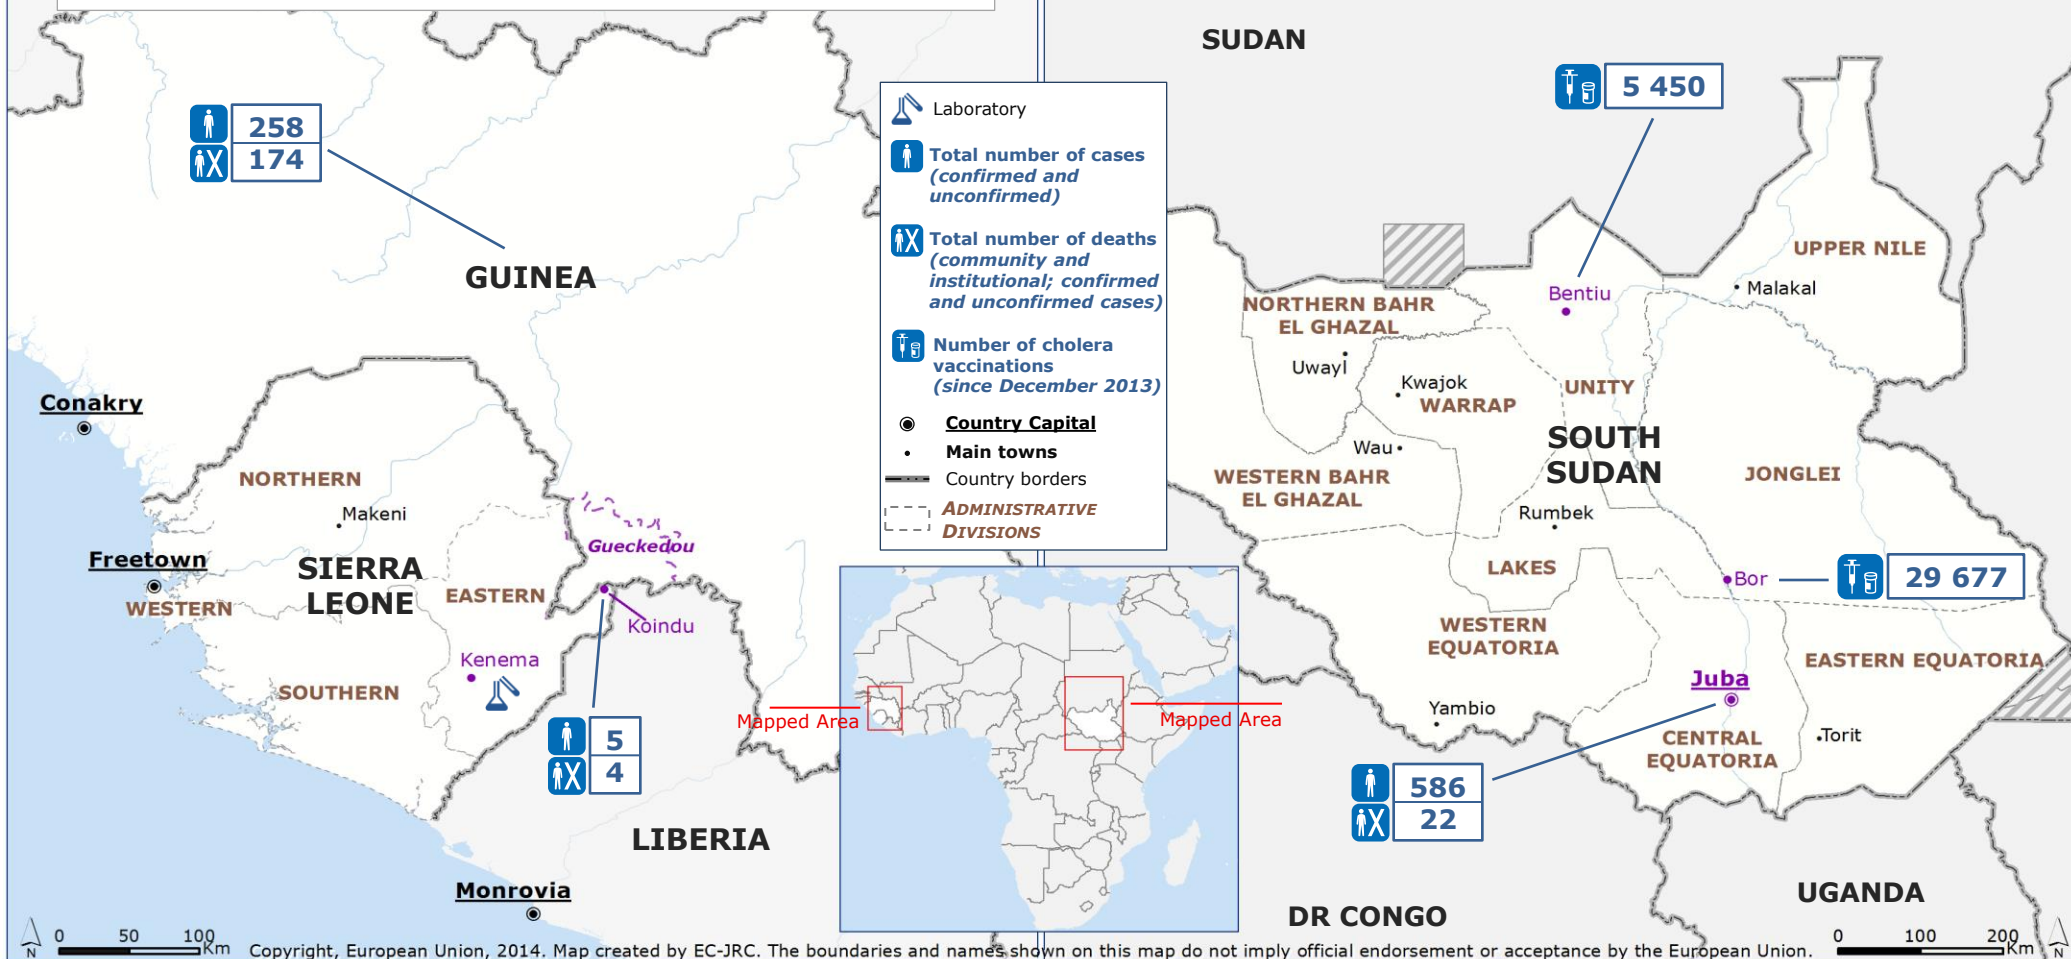 SUDAN
5 450
258
174
GUINEA
Laboratory
Total number of cases
(confirmed and
unconfirmed)
Total number of deaths
(community and
institutional; confirmed
and unconfirmed cases)
Number of cholera
vaccinations
(since December 2013)
Country Capital
Main towns
Country borders
ADMINISTRATIVE
DIVISIONS
Conakry
NORTHERN
Makeni
Freetown
WESTERN
SIERRA
LEONE
EASTERN
Gueckedou
Koindu
Kenema
SOUTHERN
5
4
LIBERIA
Monrovia
Mapped Area
Mapped Area
UPPER NILE
Malakal
Bentiu
NORTHERN BAHR
EL GHAZAL
Uwayl
Kwajok
WARRAP
UNITY
Wau
SOUTH
SUDAN
WESTERN BAHR
EL GHAZAL
JONGLEI
Rumbek
LAKES
Bor
29 677
WESTERN
EQUATORIA
EASTERN EQUATORIA
Juba
Yambio
CENTRAL
EQUATORIA
Torit
586
22
DR CONGO
UGANDA
N
0 50 100 Km
Copyright, European Union, 2014. Map created by EC-JRC. The boundaries and names shown on this map do not imply official endorsement or acceptance by the European Union.
0 100 200 Km
N